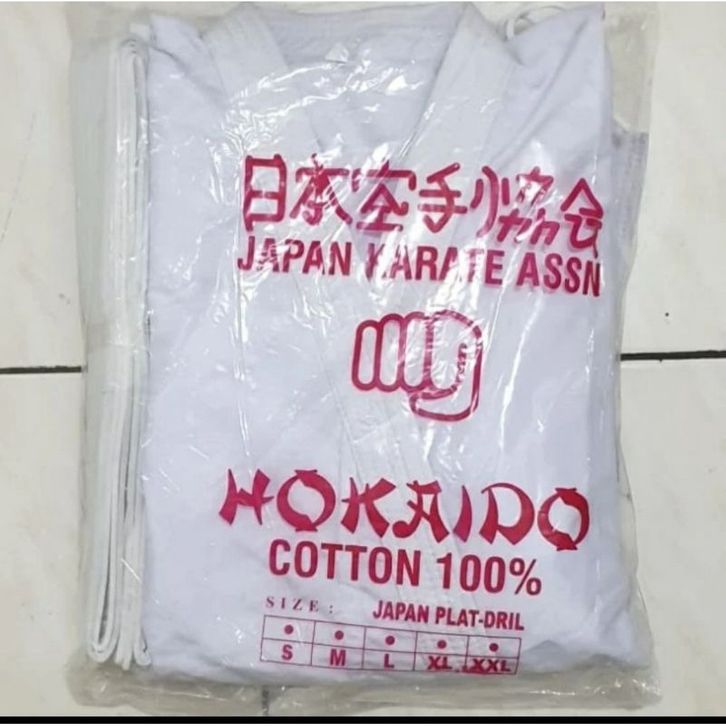 日本空手協会
JAPAN KARATE ASSN
HOKAIDO
COTTON 100%
SIZE :
JAPAN PLAT-DRIL
S M L XL XXL